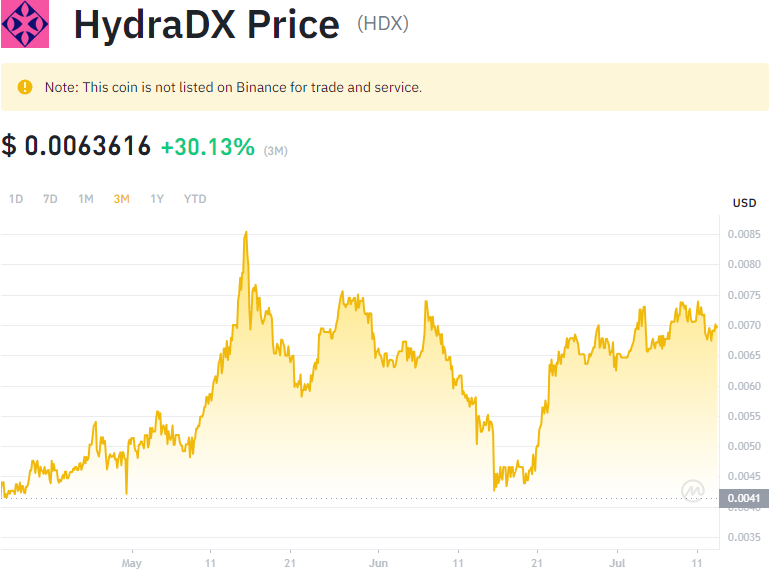 HydraDX Price (HDX)
Note: This coin is not listed on Binance for trade and service.
$ 0.0063616 +30.13% (3M)
1D 7D 1M 3M 1Y YTD
USD
0.0085
0.0080
0.0075
0.0070
0.0065
0.0060
0.0055
0.0050
0.0045
0.0041
0.0040
0.0035
May 11 21 Jun 11 21 Jul 11